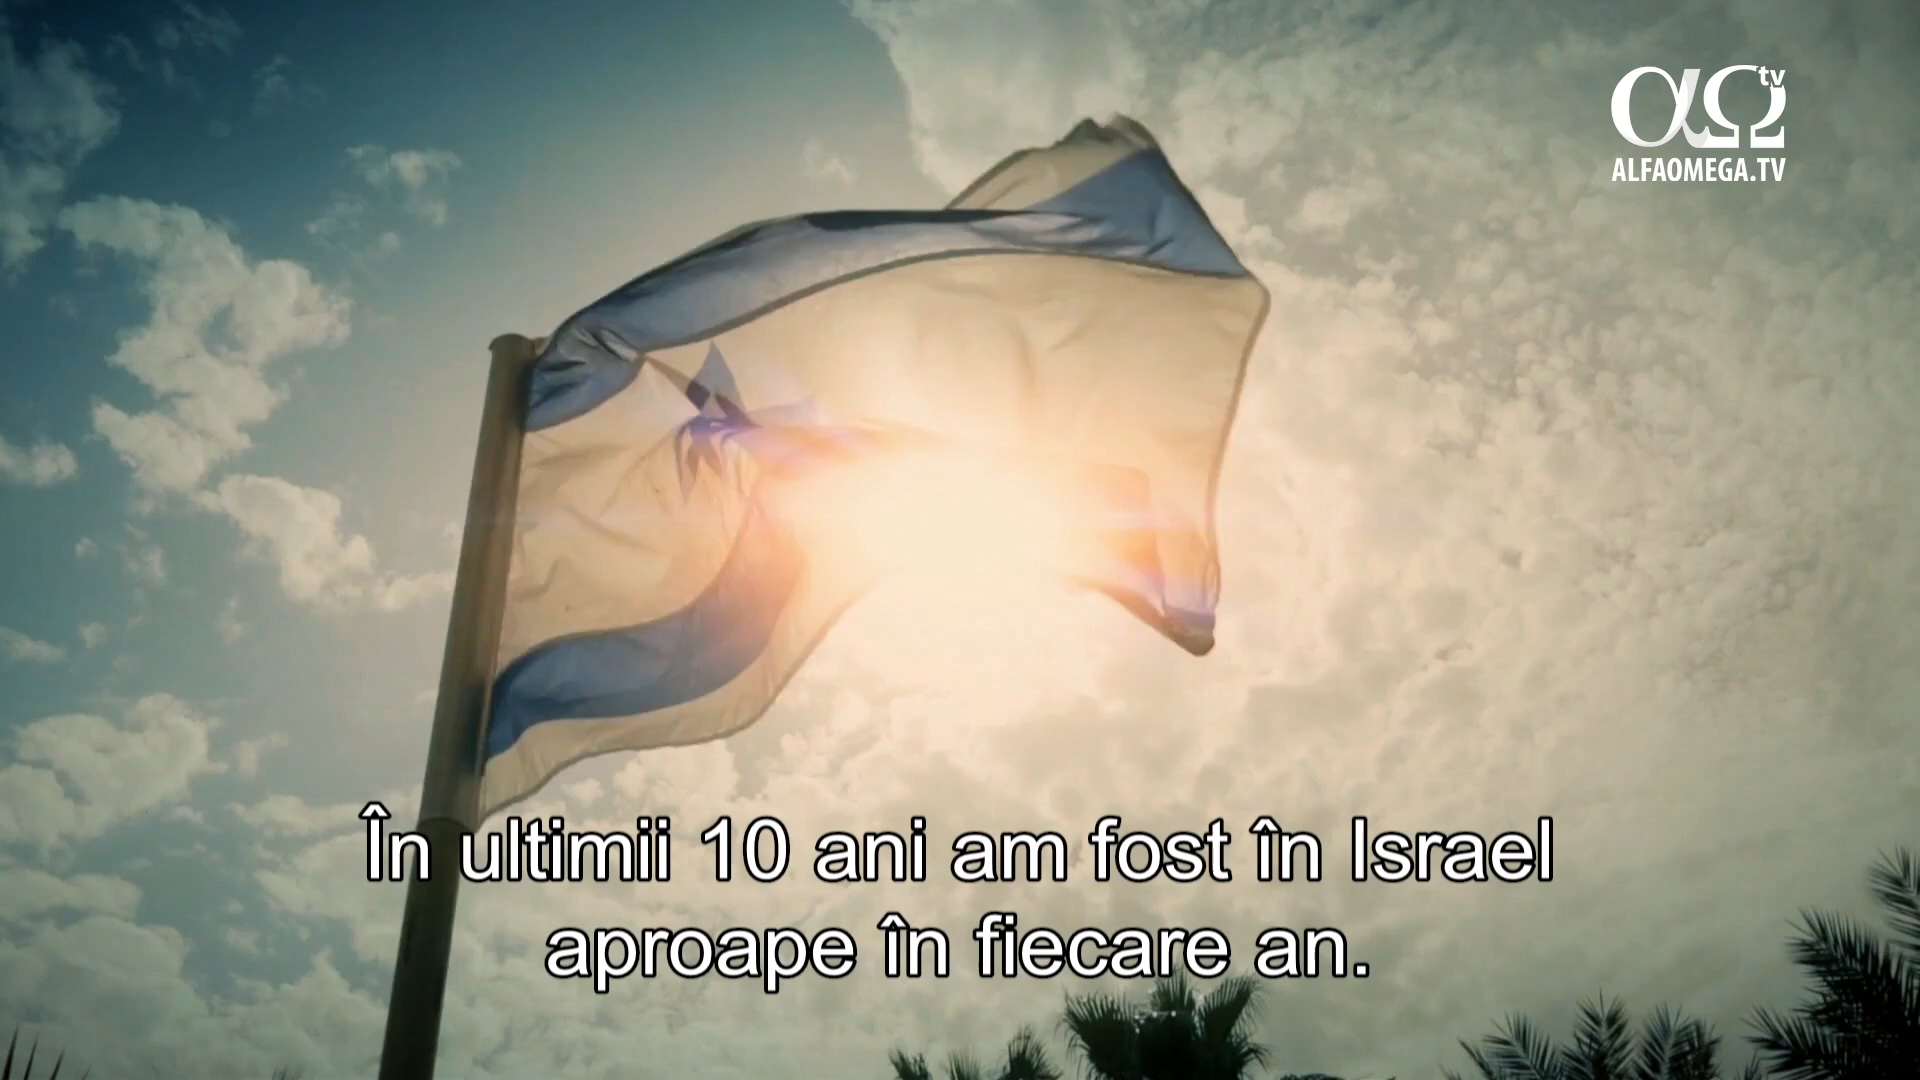 αΩ tv
ALFAOMEGA.TV
În ultimii 10 ani am fost în Israel
aproape în fiecare an.